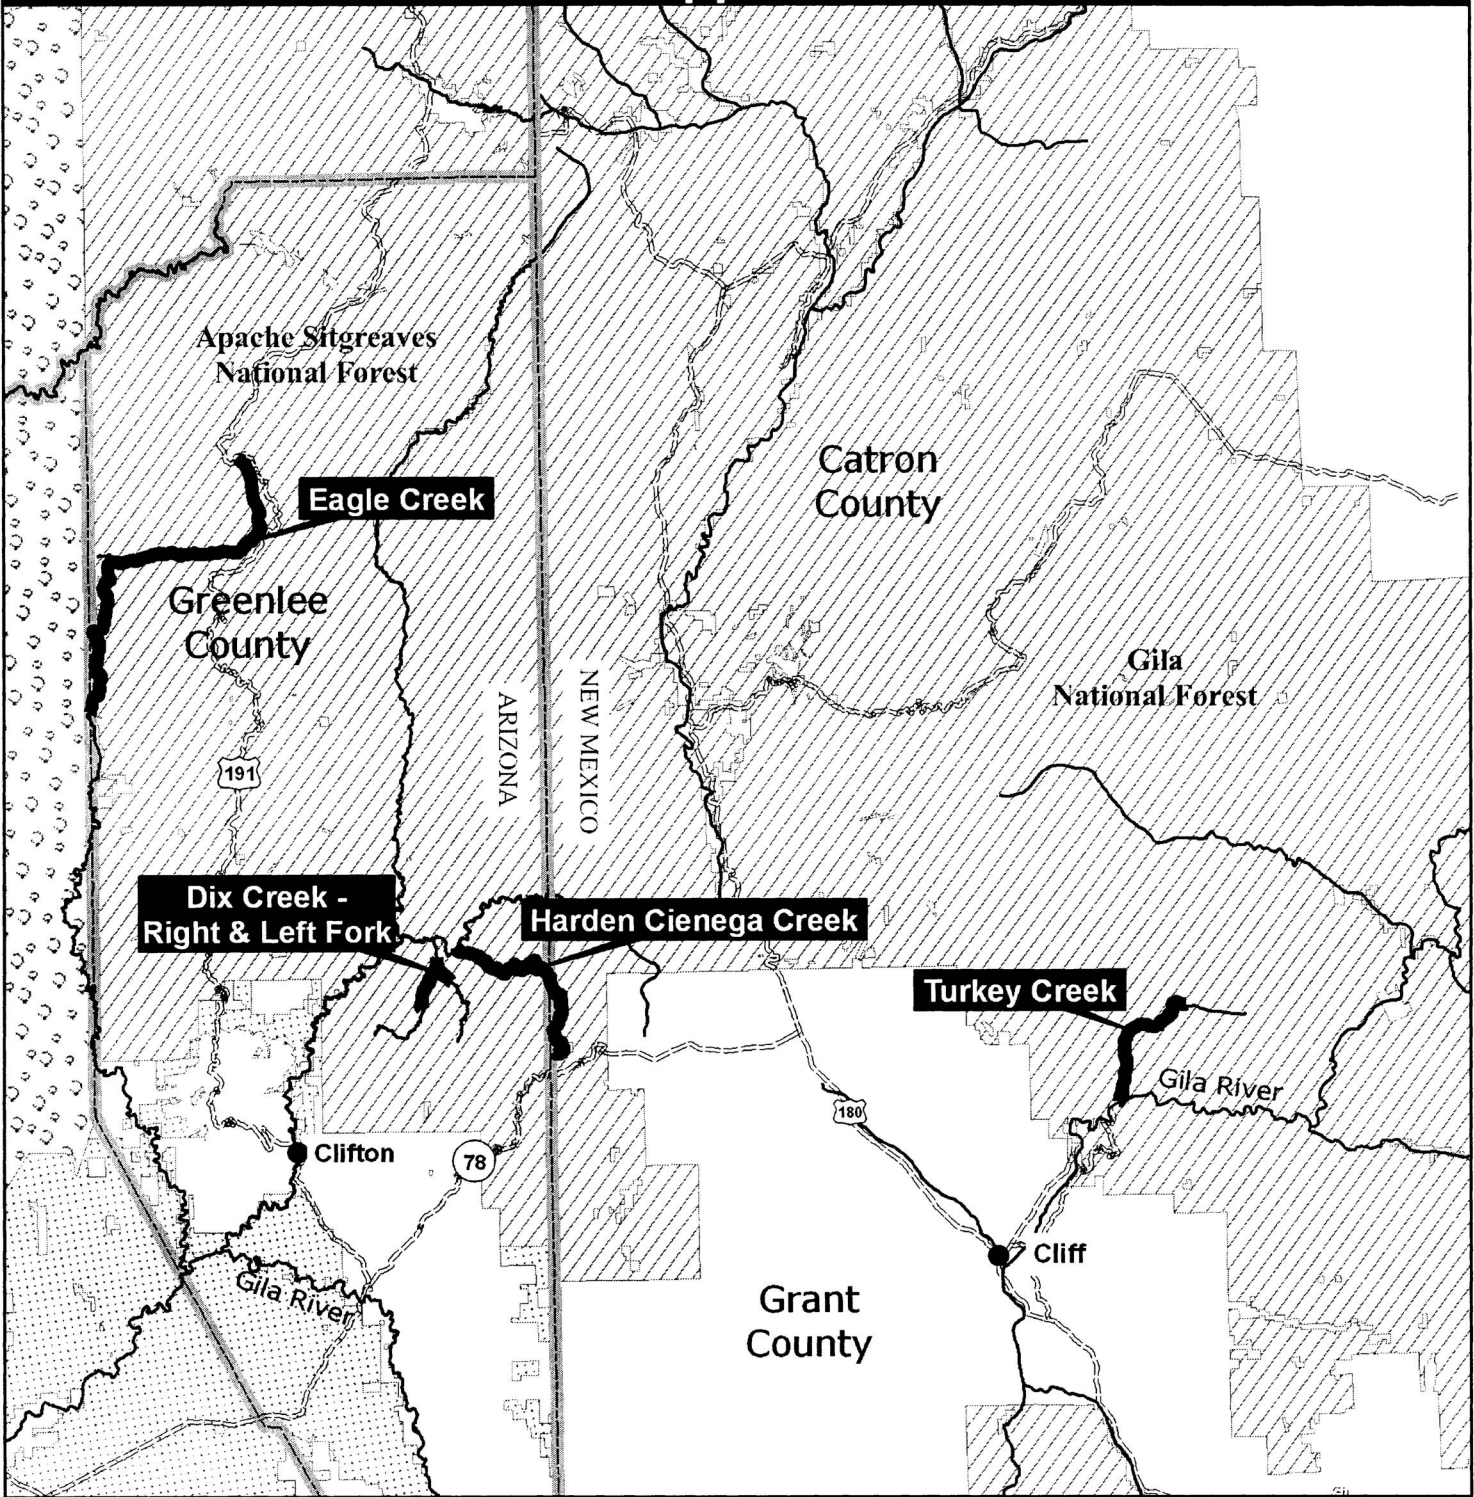 Apache Sitgreaves
National Forest
Catron
County
Eagle Creek
Greenlee
County
Gila
National Forest
ARIZONA
NEW MEXICO
191
Dix Creek -
Right & Left Fork
Harden Cienega Creek
Turkey Creek
Gila River
180
Clifton
78
Cliff
Gila River
Grant
County